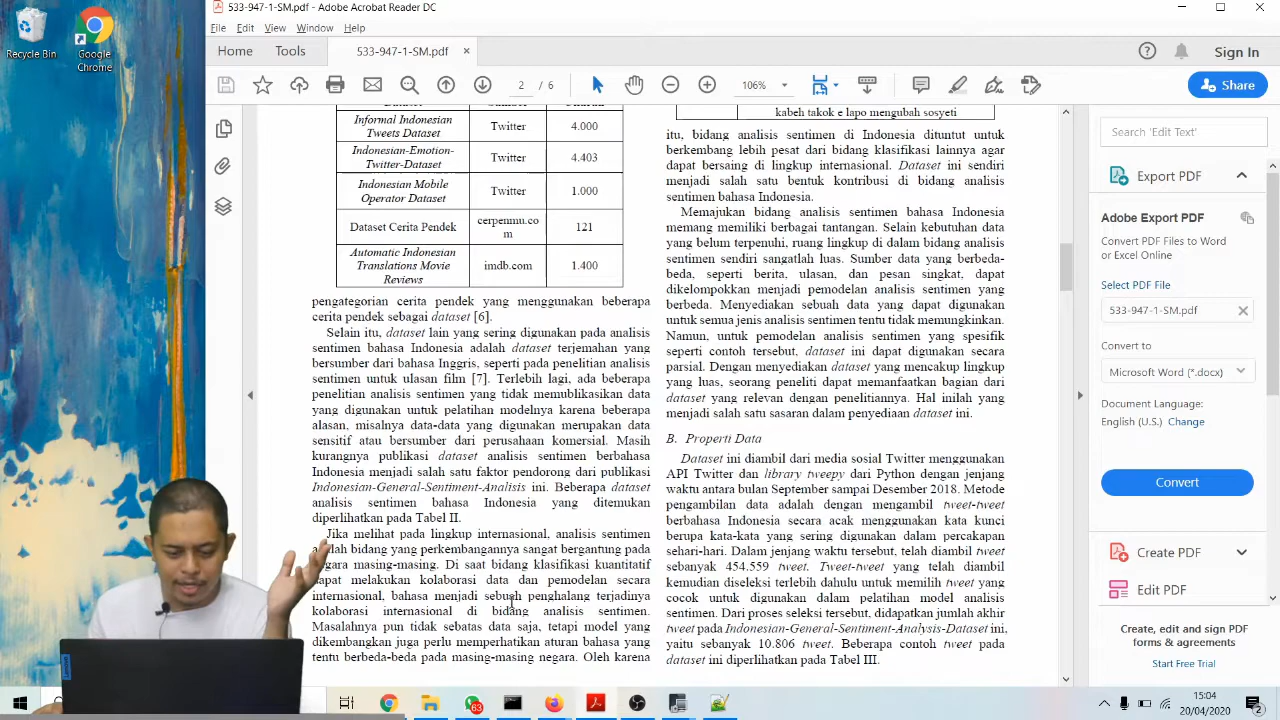 Recycle Bin
Google
Chrome
533-947-1-SM.pdf - Adobe Acrobat Reader DC
File Edit View Window Help
Home Tools 533-947-1-SM.pdf × Sign In
2 / 6 106% Share
Informal Indonesian
Tweets Dataset
Twitter
4.000
Indonesian-Emotion-
Twitter-Dataset
Twitter
4.403
Indonesian Mobile
Operator Dataset
Twitter
1.000
Dataset Cerita Pendek
cerpenmu.co
m
121
Automatic Indonesian
Translations Movie
Reviews
imdb.com
1.400
pengategorian cerita pendek yang menggunakan beberapa
cerita pendek sebagai dataset [6].
Selain itu, dataset lain yang sering digunakan pada analisis
sentimen bahasa Indonesia adalah dataset terjemahan yang
bersumber dari bahasa Inggris, seperti pada penelitian analisis
sentimen untuk ulasan film [7]. Terlebih lagi, ada beberapa
penelitian analisis sentimen yang tidak memublikasikan data
yang digunakan untuk pelatihan modelnya karena beberapa
alasan, misalnya data-data yang digunakan merupakan data
sensitif atau bersumber dari perusahaan komersial. Masih
kurangnya publikasi dataset analisis sentimen berbahasa
Indonesia menjadi salah satu faktor pendorong dari publikasi
Indonesian-General-Sentiment-Analysis ini. Beberapa dataset
analisis sentimen bahasa Indonesia yang ditemukan
diperlihatkan pada Tabel II.
Jika melihat pada lingkup internasional, analisis sentimen
bidang yang perkembangannya sangat bergantung pada
negara masing-masing. Di saat bidang klasifikasi kuantitatif
dapat melakukan kolaborasi data dan pemodelan secara
internasional, bahasa menjadi sebuah penghalang terjadinya
kolaborasi internasional di bidang analisis sentimen.
Masalahnya pun tidak sebatas data saja, tetapi model yang
dikembangkan juga perlu memperhatikan aturan bahasa yang
tentu berbeda-beda pada masing-masing negara. Oleh karena
kabeh takok e lapo mengubah sosyeti
itu, bidang analisis sentimen di Indonesia dituntut untuk
berkembang lebih pesat dari bidang klasifikasi lainnya agar
dapat bersaing di lingkup internasional. Dataset ini sendiri
menjadi salah satu bentuk kontribusi di bidang analisis
sentimen bahasa Indonesia.
Memajukan bidang analisis sentimen bahasa Indonesia
memang memiliki berbagai tantangan. Selain kebutuhan data
yang belum terpenuhi, ruang lingkup di dalam bidang analisis
sentimen sendiri sangatlah luas. Sumber data yang berbeda-
beda, seperti berita, ulasan, dan pesan singkat, dapat
dikelompokkan menjadi pemodelan analisis sentimen yang
berbeda. Menyediakan sebuah data yang dapat digunakan
untuk semua jenis analisis sentimen tentu tidak memungkinkan.
Namun, untuk pemodelan analisis sentimen yang spesifik
seperti contoh tersebut, dataset ini dapat digunakan secara
parsial. Dengan menyediakan dataset yang mencakup lingkup
yang luas, seorang peneliti dapat memanfaatkan bagian dari
dataset yang relevan dengan penelitiannya. Hal inilah yang
menjadi salah satu sasaran dalam penyediaan dataset ini.
B. Properti Data
Dataset ini diambil dari media sosial Twitter menggunakan
API Twitter dan library tweepy dari Python dengan jenjang
waktu antara bulan September sampai Desember 2018. Metode
pengambilan data adalah dengan mengambil tweet-tweet
berbahasa Indonesia secara acak menggunakan kata kunci
berupa kata-kata yang sering digunakan dalam percakapan
sehari-hari. Dalam jenjang waktu tersebut, telah diambil tweet
sebanyak 454.559 tweet. Tweet-tweet yang telah diambil
kemudian diseleksi terlebih dahulu untuk memilih tweet yang
cocok untuk digunakan dalam pelatihan model analisis
sentimen. Dari proses seleksi tersebut, didapatkan jumlah akhir
tweet pada Indonesian-General-Sentiment-Analysis-Dataset ini,
yaitu sebanyak 10.806 tweet. Beberapa contoh tweet pada
dataset ini diperlihatkan pada Tabel III.
Search 'Edit Text'
Export PDF
Adobe Export PDF
Convert PDF Files to Word
or Excel Online
Select PDF File
533-947-1-SM.pdf ×
Convert to
Microsoft Word (*.docx)
Document Language:
English (U.S.) Change
Convert
Create PDF
Edit PDF
Create, edit and sign PDF
forms & agreements
Start Free Trial
63
15:04
20/04/2020
2